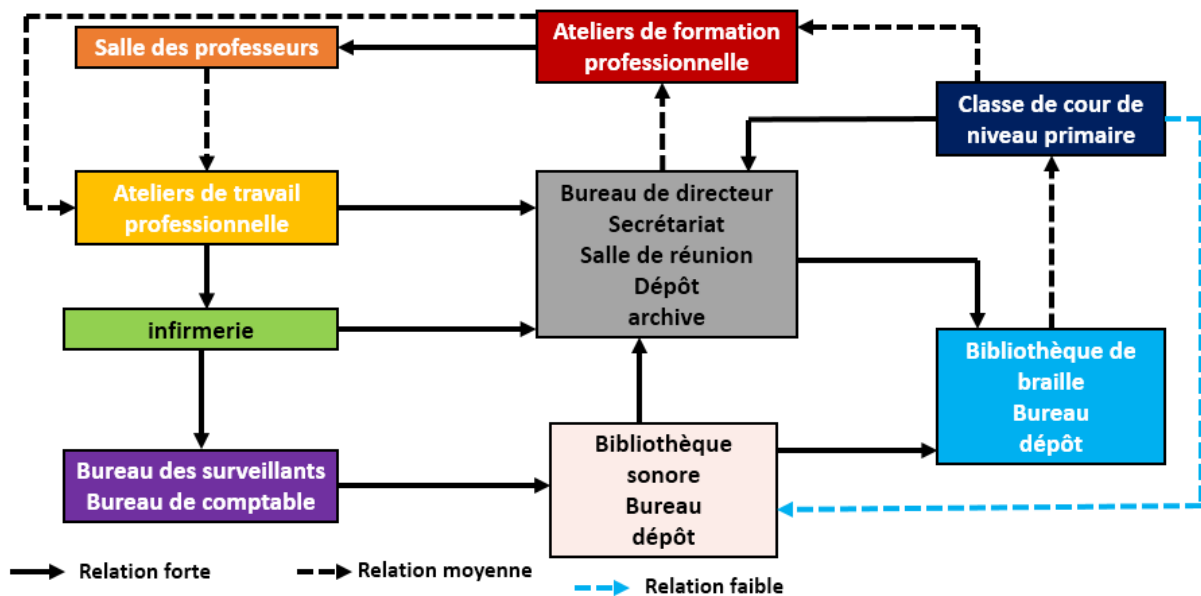 Salle des professeurs
Ateliers de formation
professionnelle
Classe de cour de
niveau primaire
Ateliers de travail
professionnelle
Bureau de directeur
Secrétariat
Salle de réunion
Dépôt
archive
infirmerie
Bibliothèque de
braille
Bureau
dépôt
Bureau des surveillants
Bureau de comptable
Bibliothèque
sonore
Bureau
dépôt
Relation forte
Relation moyenne
Relation faible